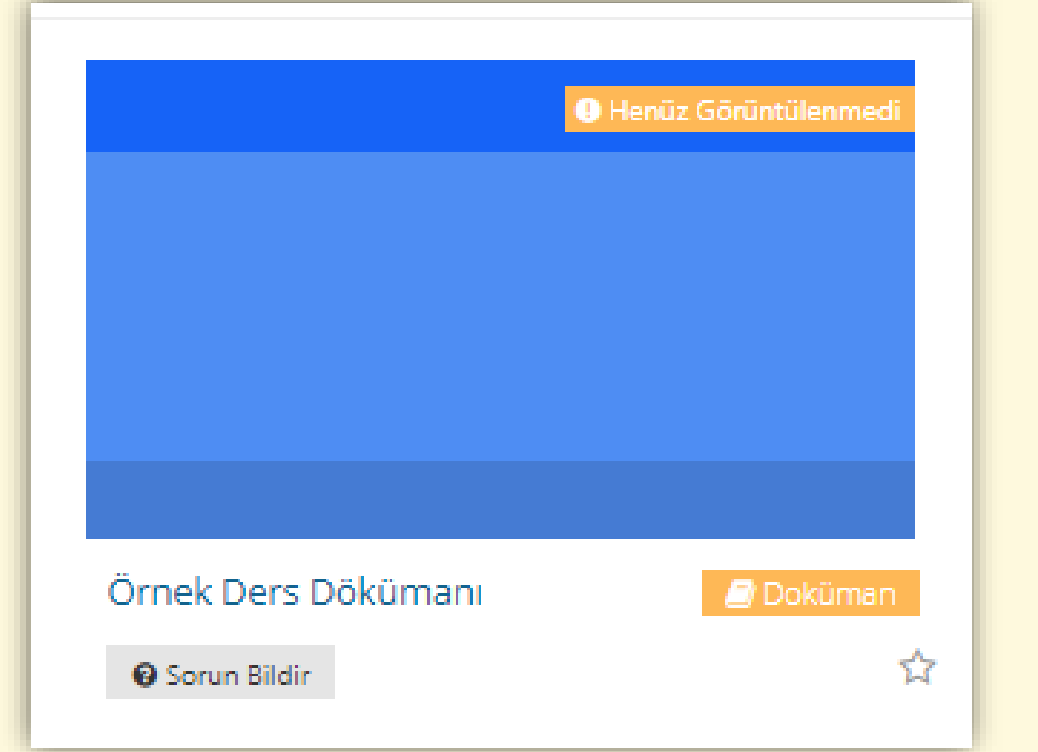 Henüz Görüntülenmedi
Örnek Ders Dökümanı
Doküman
Sorun Bildir